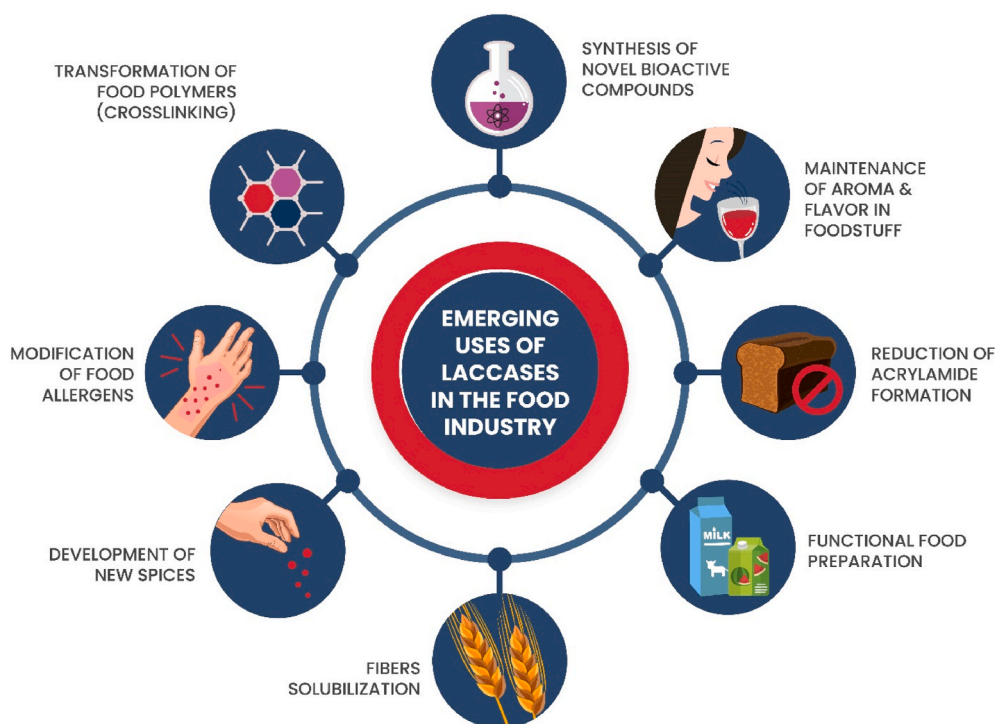 SYNTHESIS OF
NOVEL BIOACTIVE
COMPOUNDS
TRANSFORMATION OF
FOOD POLYMERS
(CROSSLINKING)
MAINTENANCE
OF AROMA &
FLAVOR IN
FOODSTUFF
EMERGING
USES OF
LACCASES
IN THE FOOD
INDUSTRY
MODIFICATION
OF FOOD
ALLERGENS
REDUCTION OF
ACRYLAMIDE
FORMATION
MILK
FUNCTIONAL FOOD
PREPARATION
DEVELOPMENT OF
NEW SPICES
FIBERS
SOLUBILIZATION